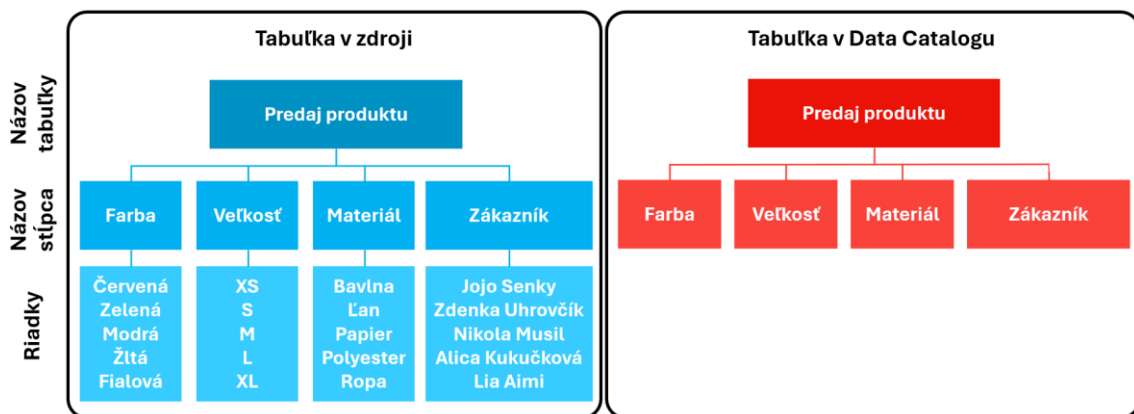 Tabuľka v zdroji
Tabuľka v Data Catalogu
Názov
tabuľky
Predaj produktu
Predaj produktu
Názov
stĺpca
Farba
Veľkosť
Materiál
Zákazník
Farba
Veľkosť
Materiál
Zákazník
Riadky
Červená
Zelená
Modrá
Žltá
Fialová
XS
S
M
L
XL
Bavlna
Ľan
Papier
Polyester
Ropa
Jojo Senky
Zdenka Uhrovčík
Nikola Musil
Alica Kukučková
Lia Aimi